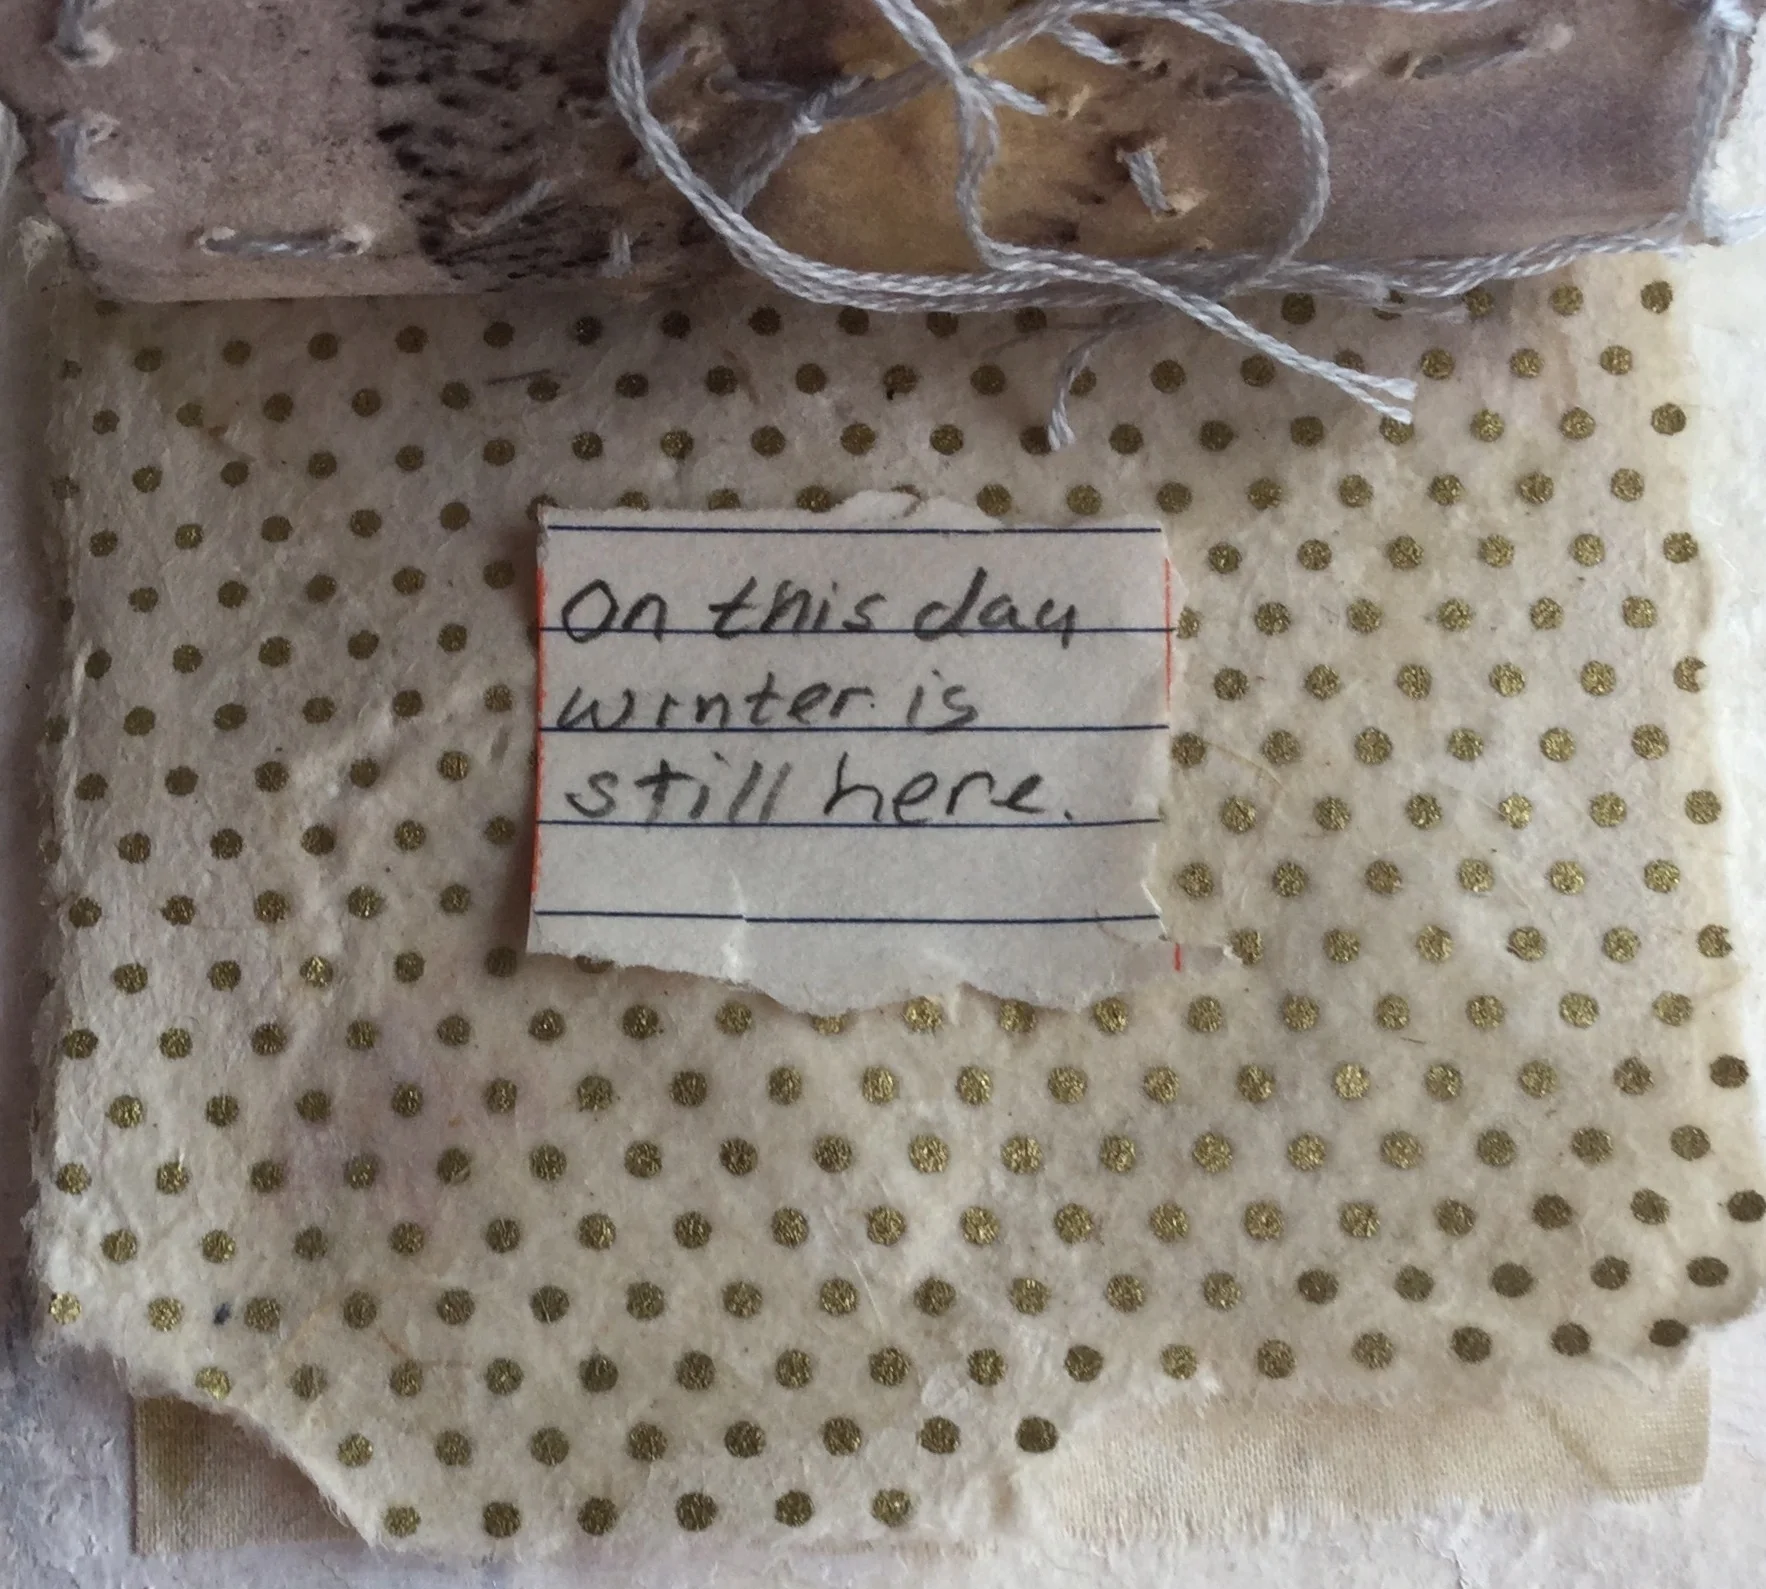 On this day
winter is
still here.